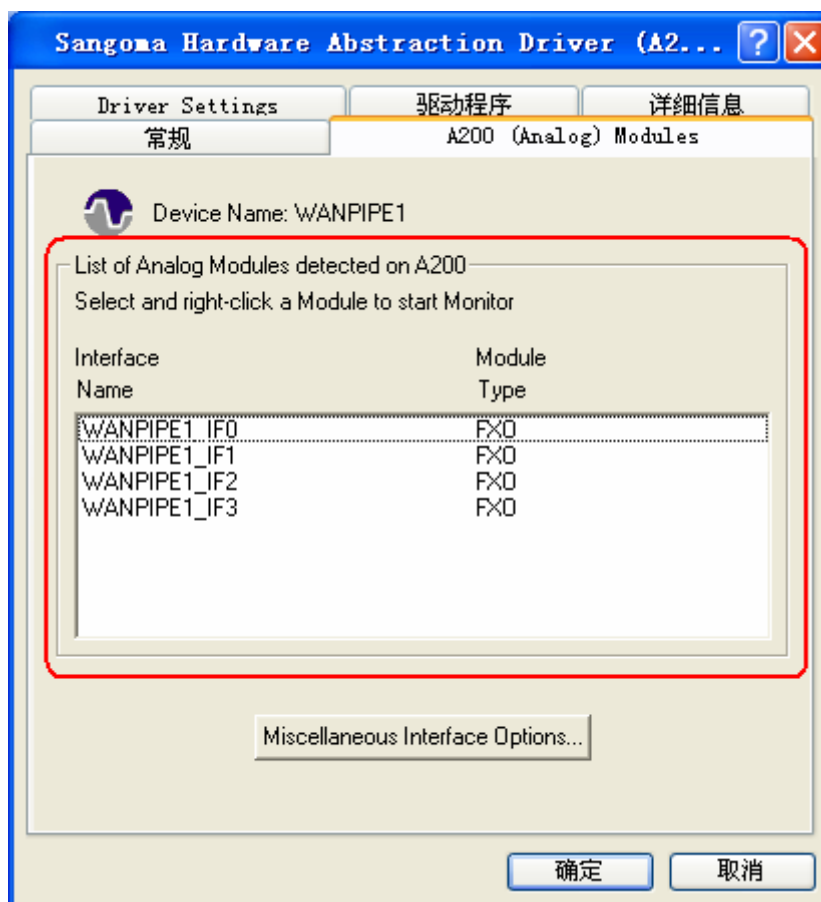 Sangoma Hardware Abstraction Driver (A2...
Driver Settings 驱动程序 详细信息
常规 A200 (Analog) Modules
Device Name: WANPIPE1
List of Analog Modules detected on A200
Select and right-click a Module to start Monitor
Interface Module
Name Type
WANPIPE1_IF0 FXO
WANPIPE1_IF1 FXO
WANPIPE1_IF2 FXO
WANPIPE1_IF3 FXO
Miscellaneous Interface Options...
确定 取消